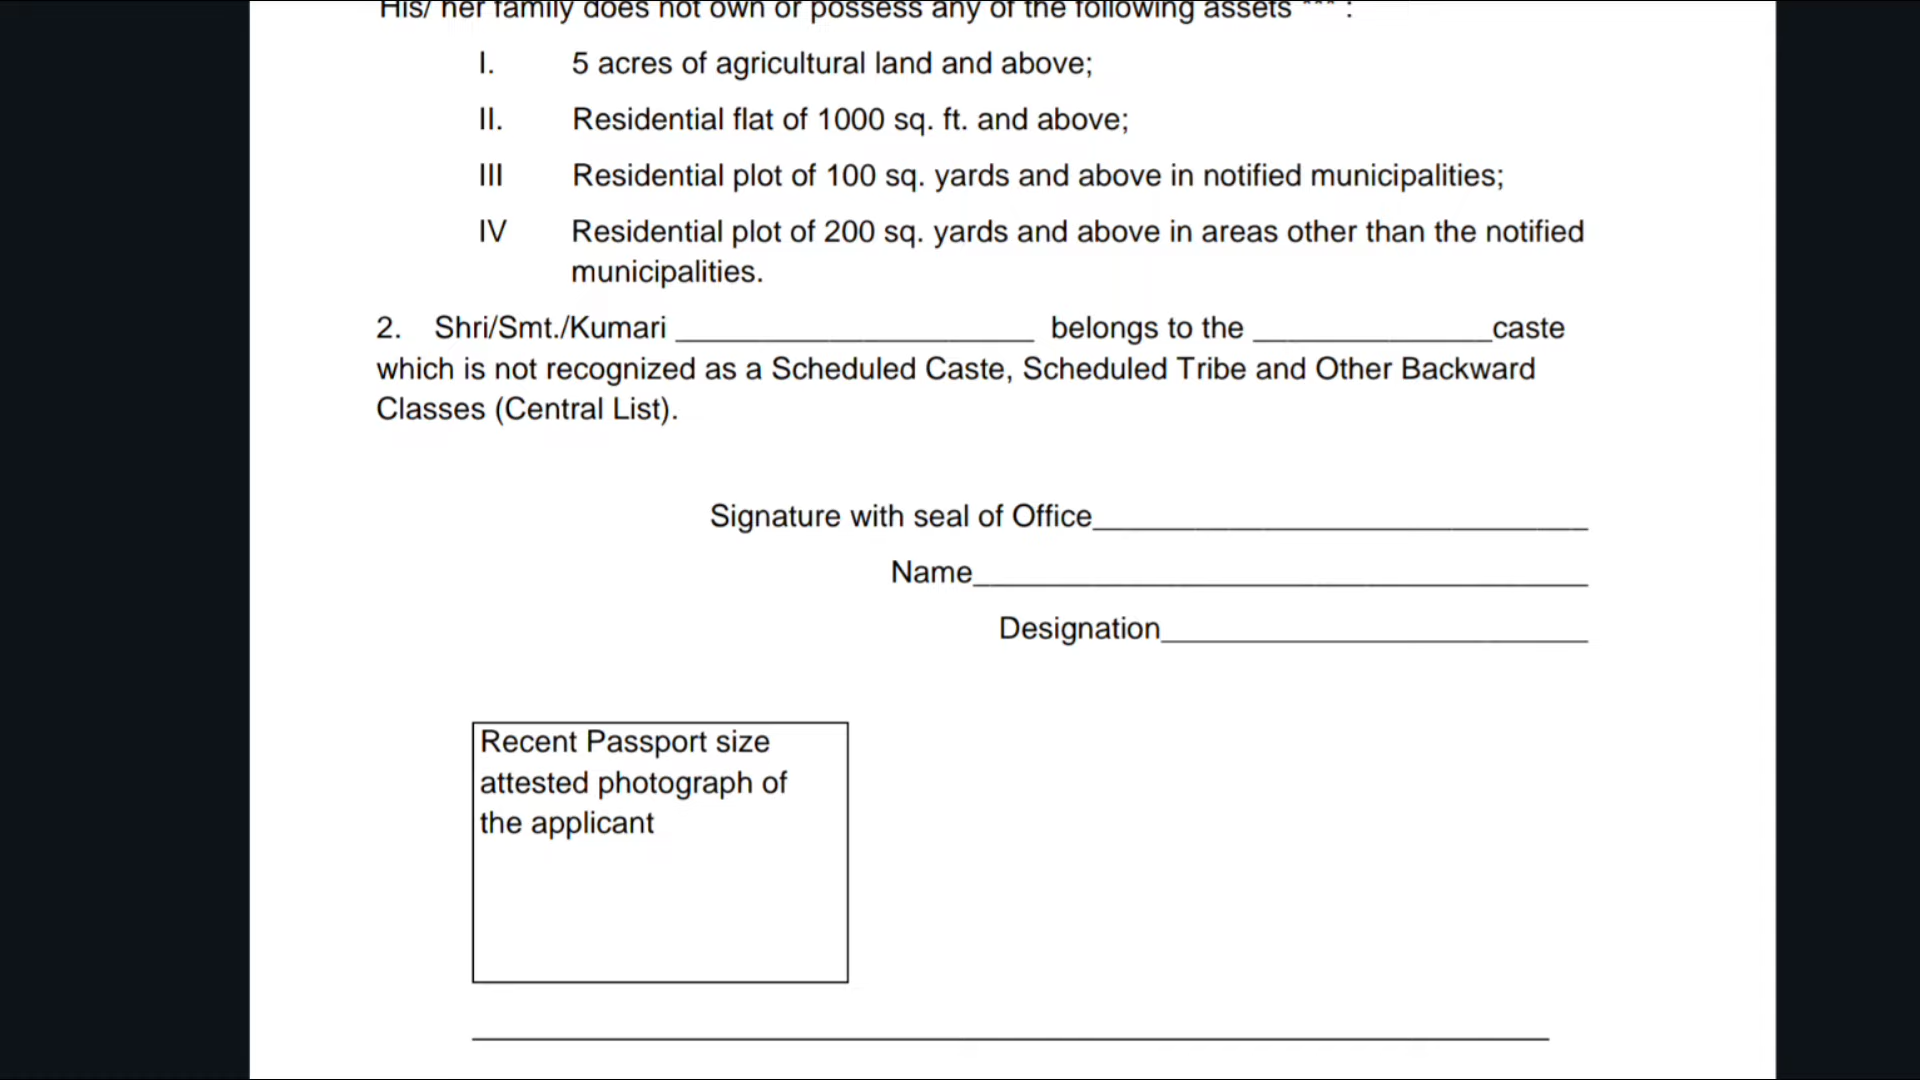 His/ her family does not own or possess any of the following assets *** :
I. 5 acres of agricultural land and above;
II. Residential flat of 1000 sq. ft. and above;
III Residential plot of 100 sq. yards and above in notified municipalities;
IV Residential plot of 200 sq. yards and above in areas other than the notified
municipalities.
2. Shri/Smt./Kumari _____________________ belongs to the ______________caste
which is not recognized as a Scheduled Caste, Scheduled Tribe and Other Backward
Classes (Central List).
Signature with seal of Office_____________________________
Name____________________________________
Designation_________________________
Recent Passport size
attested photograph of
the applicant